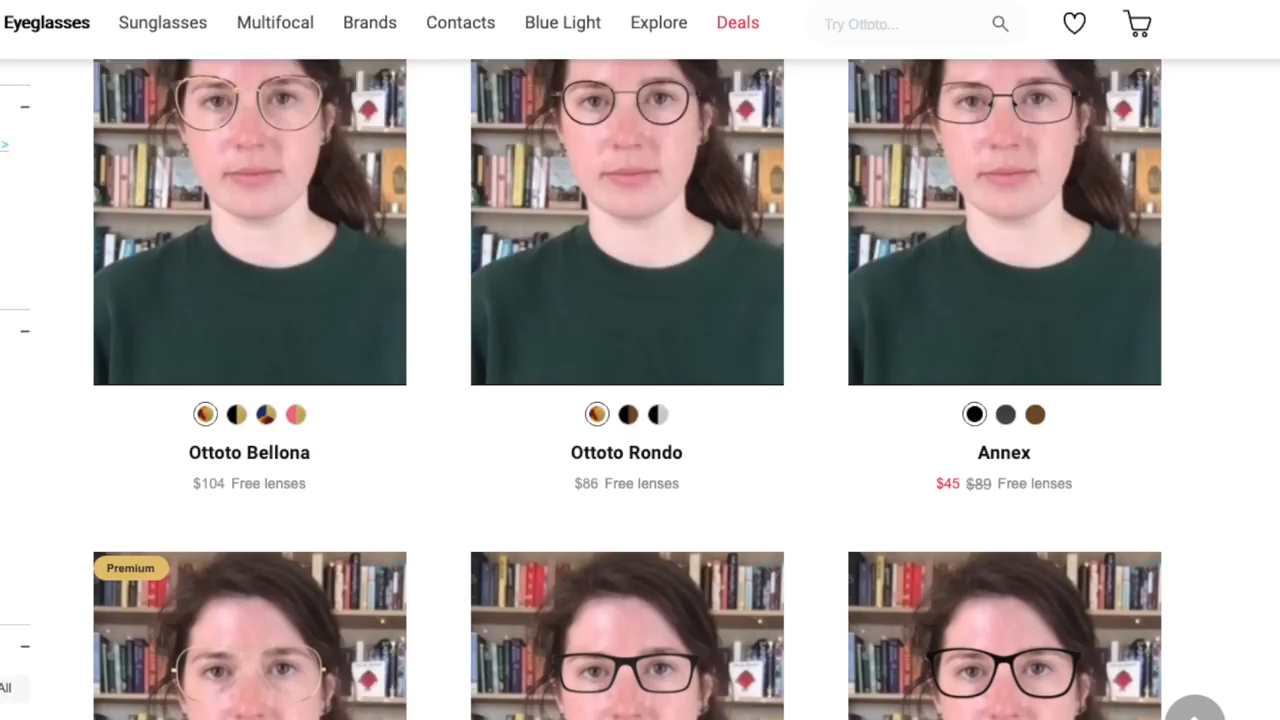 Eyeglasses Sunglasses Multifocal Brands Contacts Blue Light Explore Deals Try Ottoto...
>
Ottoto Bellona
$104 Free lenses
Ottoto Rondo
$86 Free lenses
Annex
$45 $89 Free lenses
All
Premium